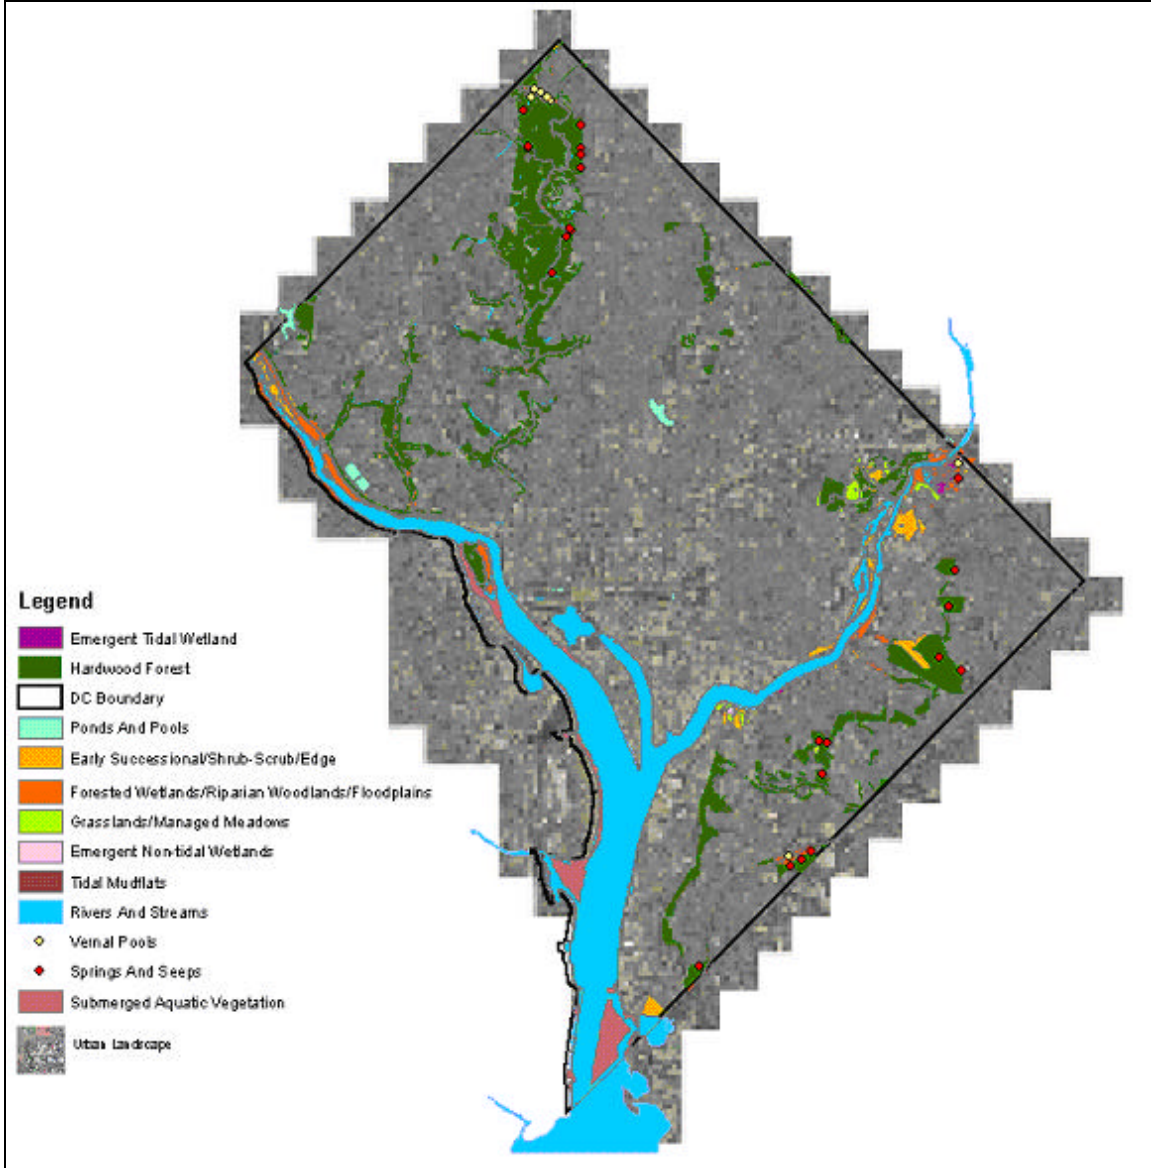 Legend
Emergent Tidal Wetland
Hardwood Forest
DC Boundary
Ponds And Pools
Early Successional/Shrub-Scrub/Edge
Forested Wetlands/Riparian Woodlands/Floodplains
Grasslands/Managed Meadows
Emergent Non-tidal Wetlands
Tidal Mudflats
Rivers And Streams
Vernal Pools
Springs And Seeps
Submerged Aquatic Vegetation
Urban Landscape